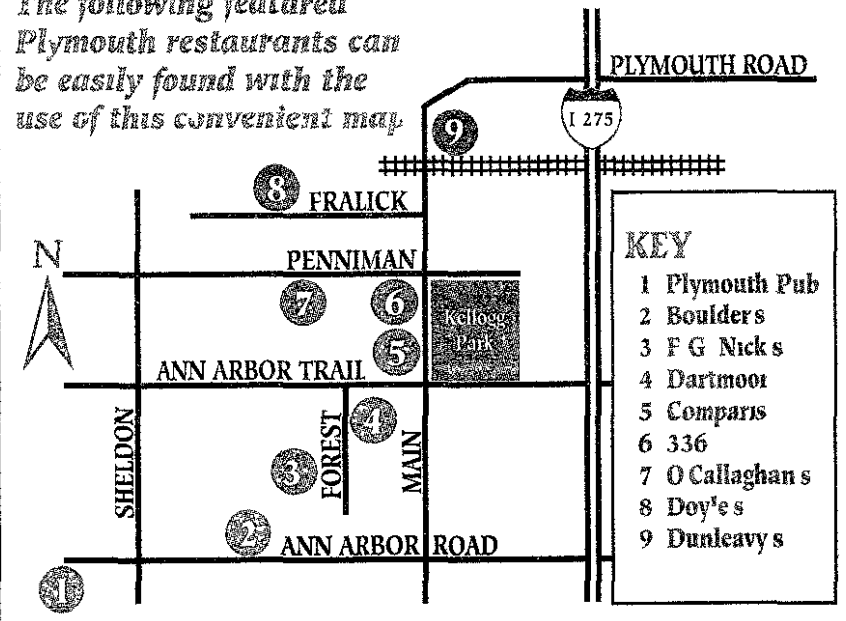 The following featured
Plymouth restaurants can
be easily found with the
use of this convenient map
PLYMOUTH ROAD
I 275
9
8 FRALICK
N
PENNIMAN
7
6
Kellogg
Park
5
ANN ARBOR TRAIL
SHELDON
FOREST
4
MAIN
3
2
ANN ARBOR ROAD
1
KEY
1 Plymouth Pub
2 Boulder s
3 F G Nick s
4 Dartmoor
5 Comparis
6 336
7 O Callaghan s
8 Doyle s
9 Dunleavy s